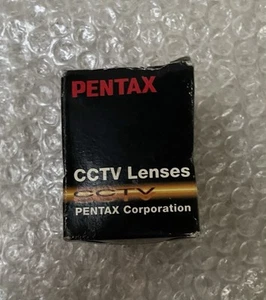 PENTAX
CCTV Lenses
CCTV
PENTAX Corporation